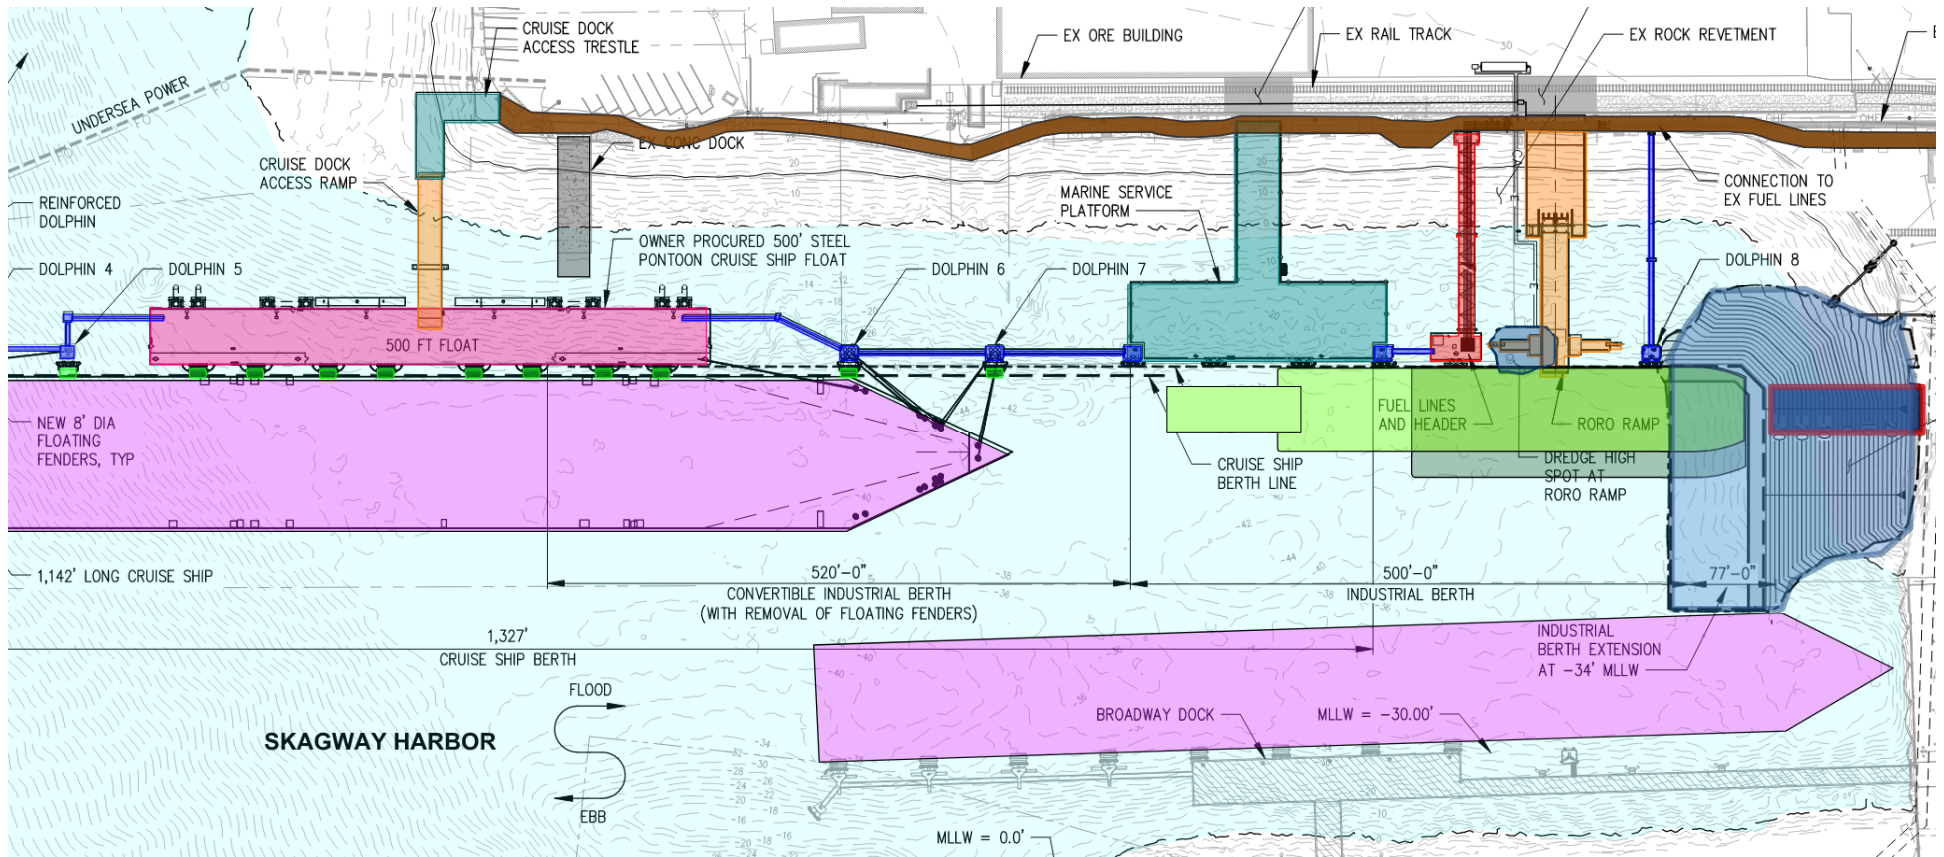 CRUISE DOCK
ACCESS TRESTLE
EX ORE BUILDING
EX RAIL TRACK
EX ROCK REVETMENT
UNDERSEA POWER
EX CONC DOCK
CRUISE DOCK
ACCESS RAMP
REINFORCED
DOLPHIN
MARINE SERVICE
PLATFORM
CONNECTION TO
EX FUEL LINES
OWNER PROCURED 500' STEEL
PONTOON CRUISE SHIP FLOAT
DOLPHIN 4
DOLPHIN 5
DOLPHIN 6
DOLPHIN 7
DOLPHIN 8
500 FT FLOAT
NEW 8' DIA
FLOATING
FENDERS, TYP
FUEL LINES
AND HEADER
RORO RAMP
CRUISE SHIP
BERTH LINE
DREDGE HIGH
SPOT AT
RORO RAMP
1,142' LONG CRUISE SHIP
520'-0"
CONVERTIBLE INDUSTRIAL BERTH
(WITH REMOVAL OF FLOATING FENDERS)
500'-0"
INDUSTRIAL BERTH
77'-0"
1,327'
CRUISE SHIP BERTH
INDUSTRIAL
BERTH EXTENSION
AT -34' MLLW
FLOOD
SKAGWAY HARBOR
EBB
BROADWAY DOCK
MLLW = -30.00'
MLLW = 0.0'